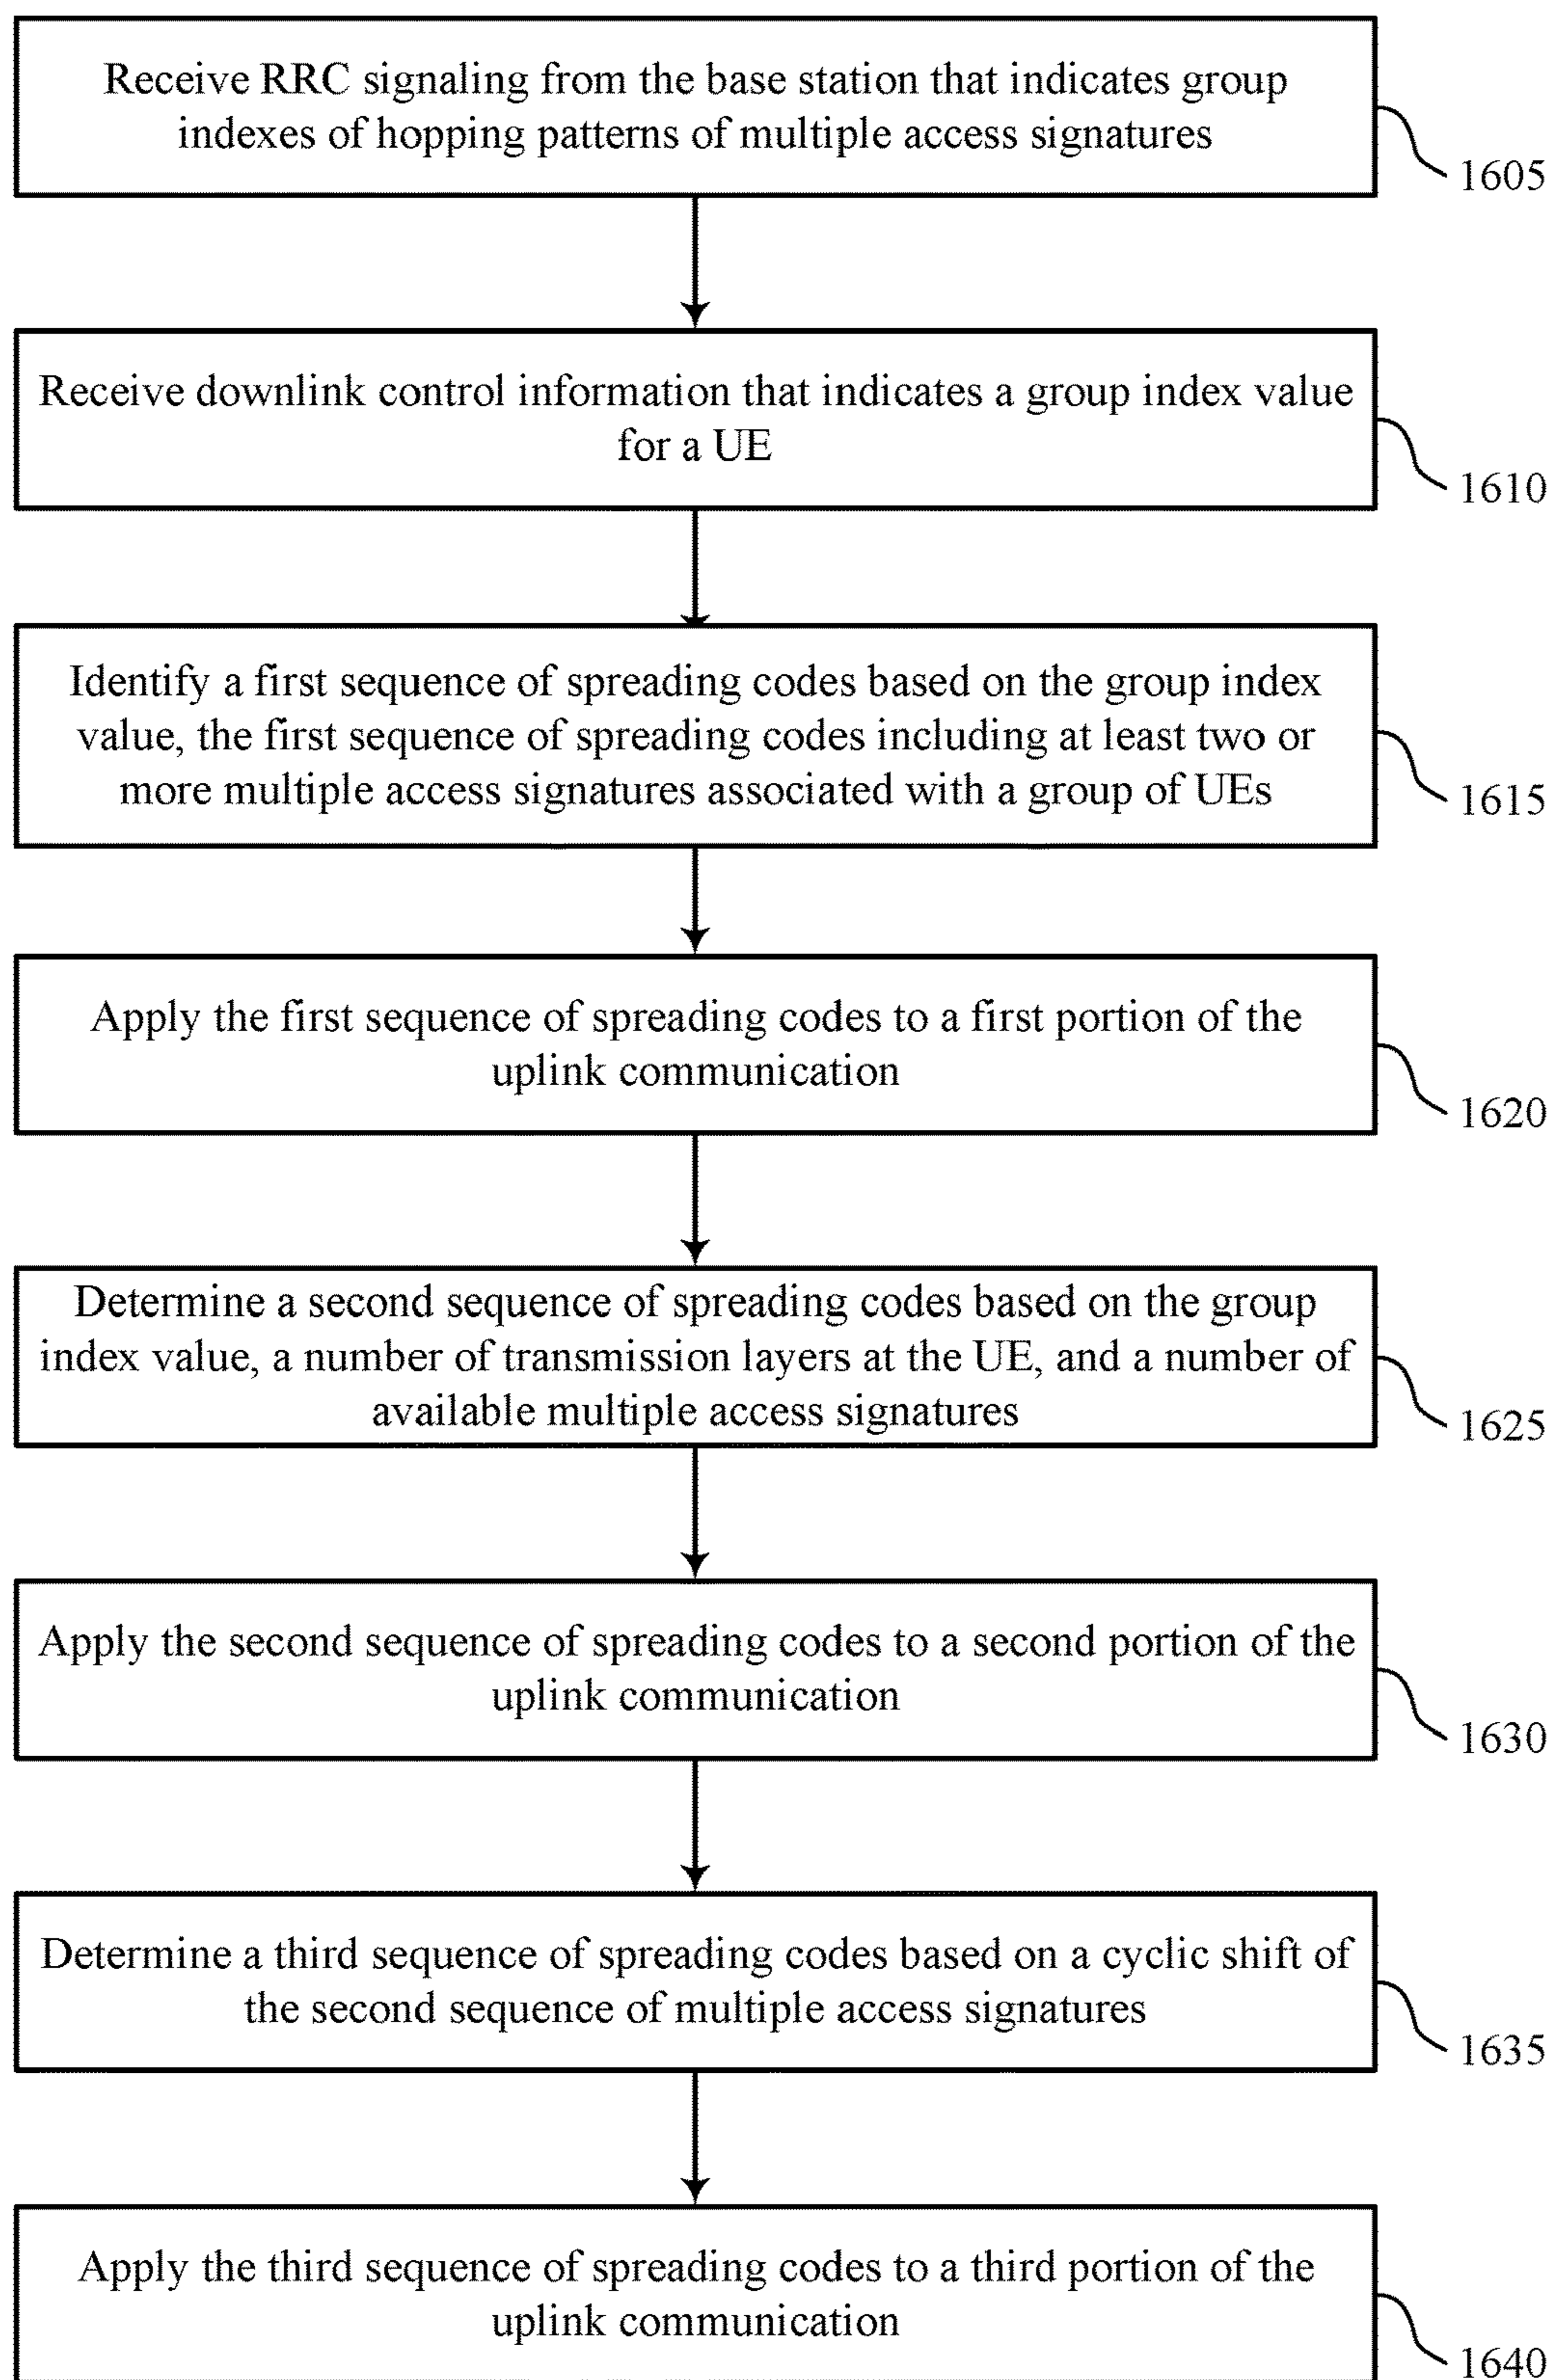 Receive RRC signaling from the base station that indicates group
indexes of hopping patterns of multiple access signatures
1605
Receive downlink control information that indicates a group index value
for a UE
1610
Identify a first sequence of spreading codes based on the group index
value, the first sequence of spreading codes including at least two or
more multiple access signatures associated with a group of UEs
1615
Apply the first sequence of spreading codes to a first portion of the
uplink communication
1620
Determine a second sequence of spreading codes based on the group
index value, a number of transmission layers at the UE, and a number of
available multiple access signatures
1625
Apply the second sequence of spreading codes to a second portion of the
uplink communication
1630
Determine a third sequence of spreading codes based on a cyclic shift of
the second sequence of multiple access signatures
1635
Apply the third sequence of spreading codes to a third portion of the
uplink communication
1640